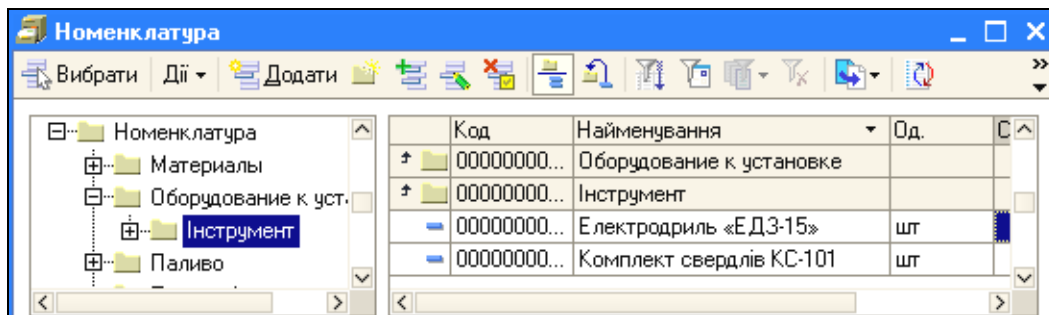 Номенклатура
Вибрати Дії Додати
Номенклатура
Материалы
Оборудование к уст
Інструмент
Паливо
Код Найменування Од. С
00000000... Оборудование к установке
00000000... Інструмент
00000000... Електродриль «ЕДЗ-15» шт
00000000... Комплект свердлів КС-101 шт